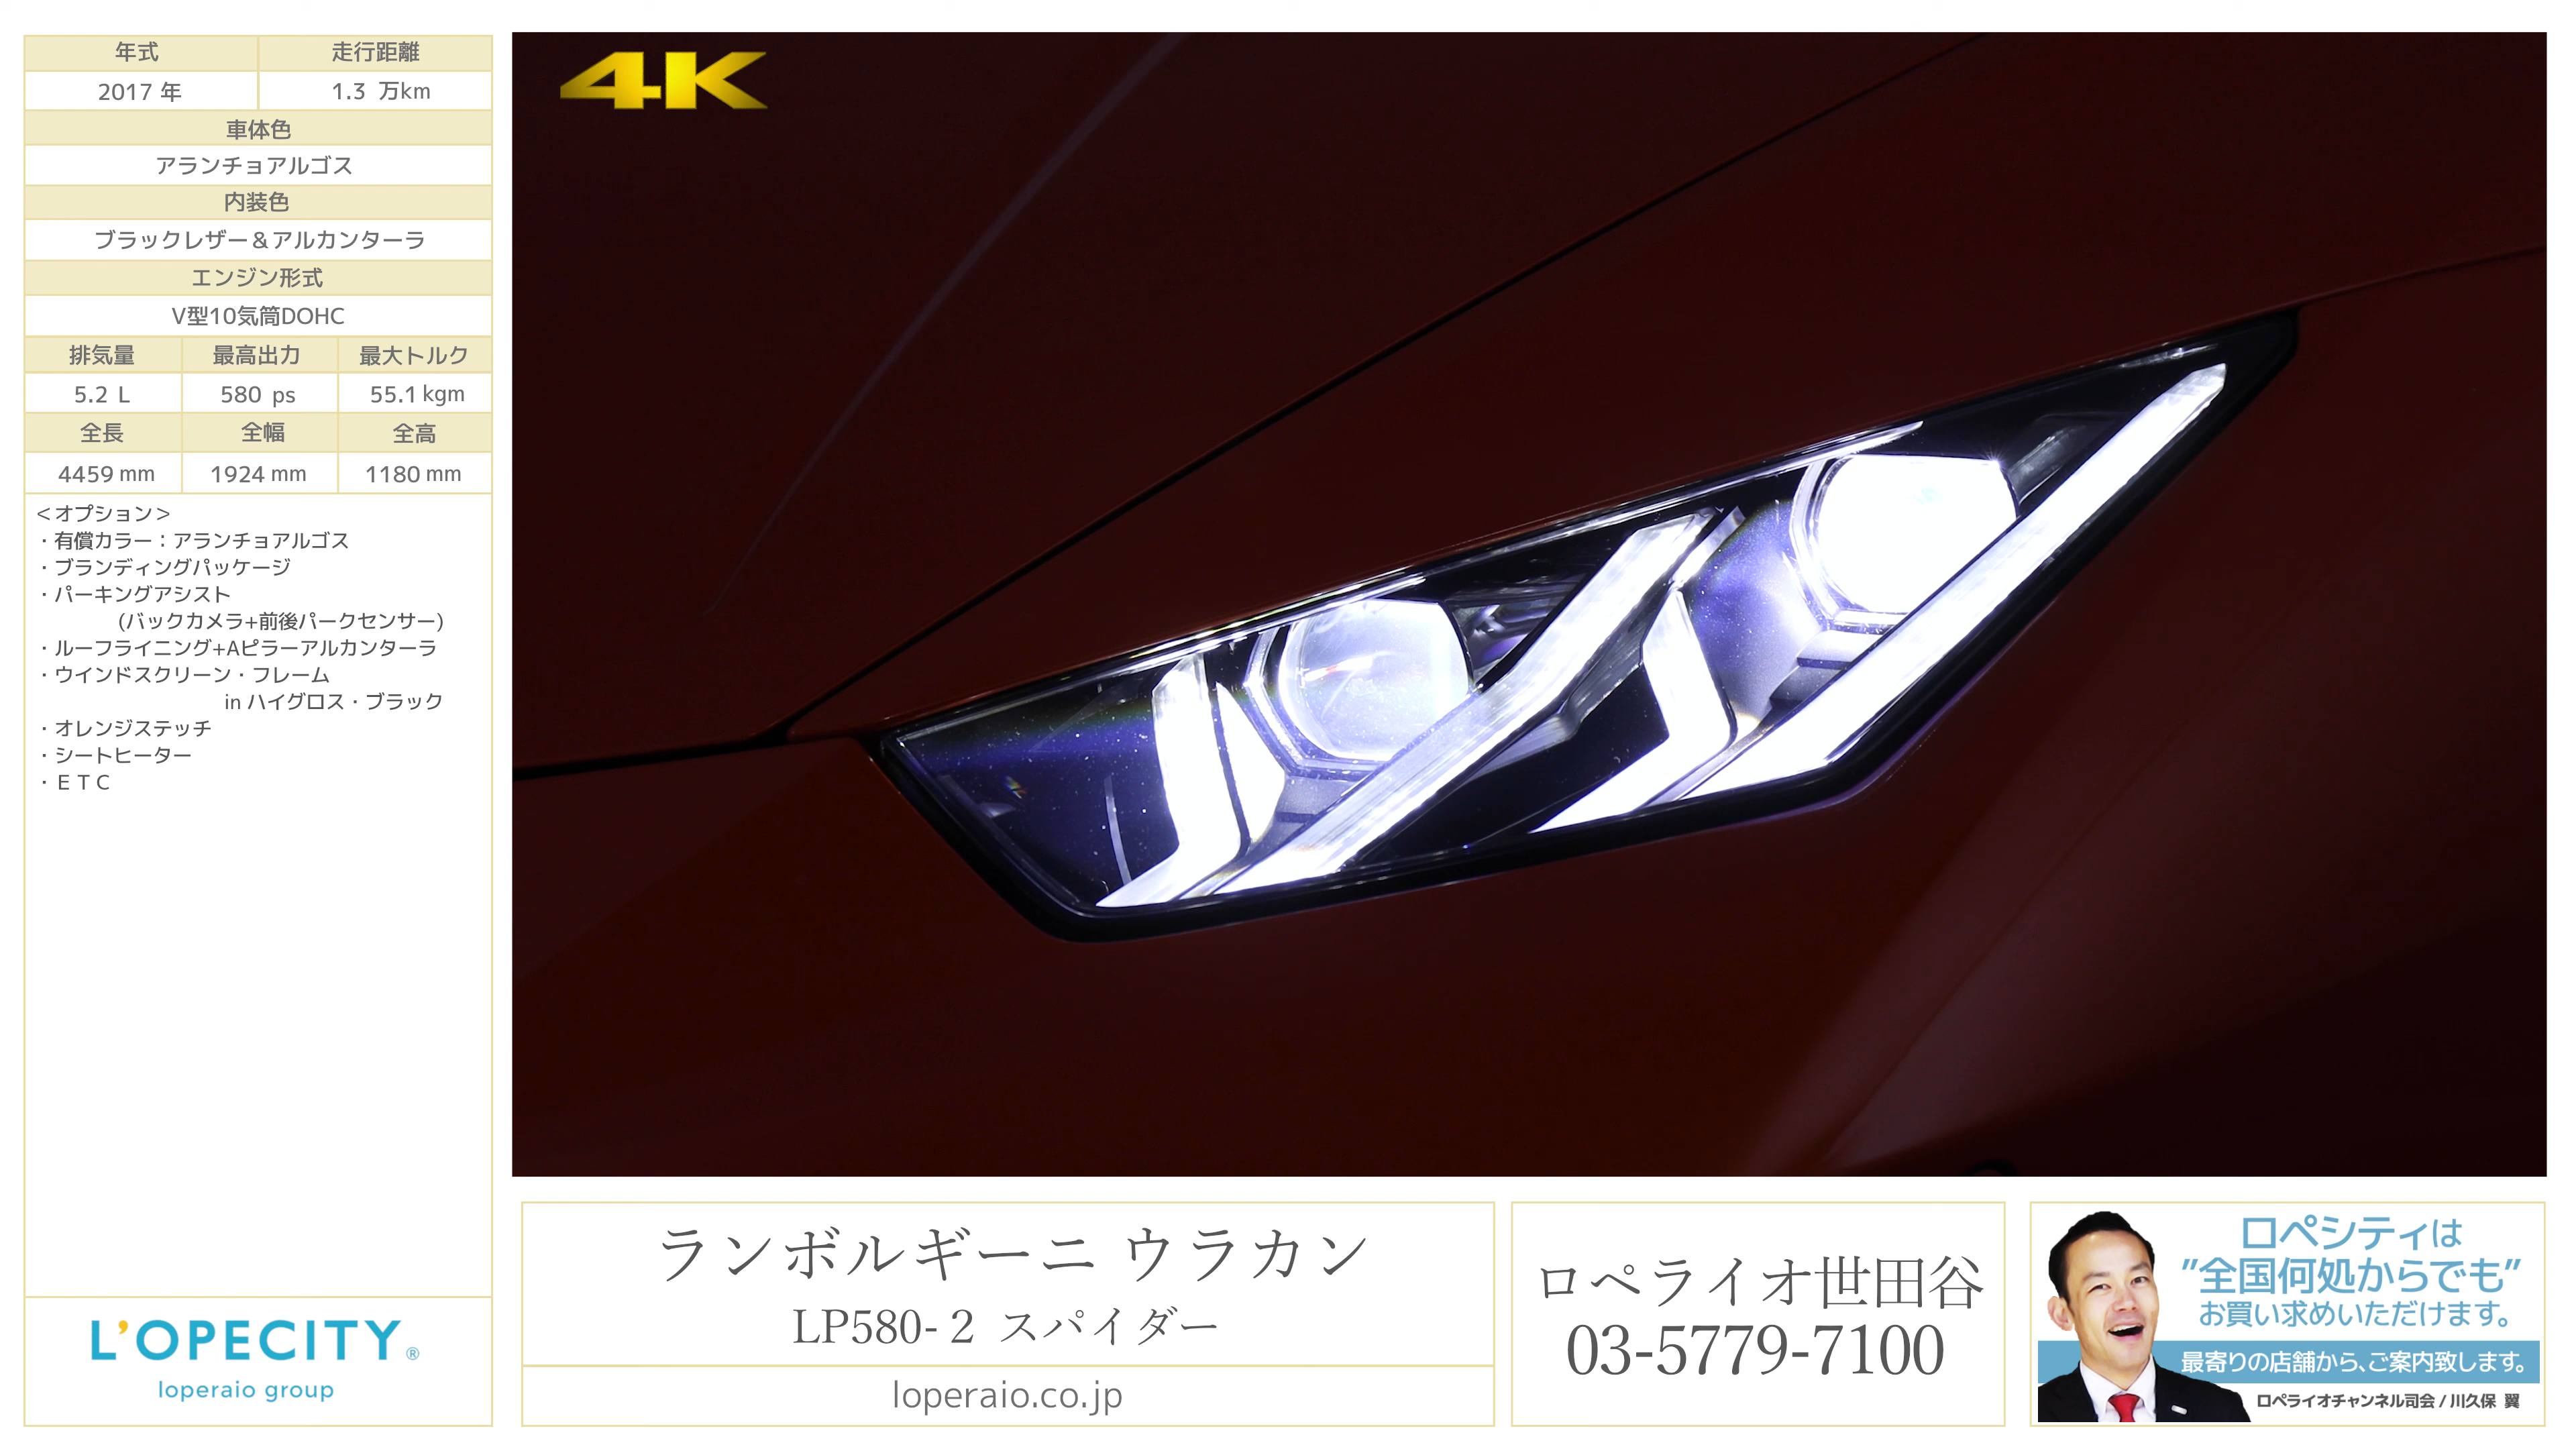 4K
年式 走行距離
2017 年 1.3 万km
車体色
アランチョアルゴス
内装色
ブラックレザー＆アルカンターラ
エンジン形式
V型10気筒DOHC
排気量 最高出力 最大トルク
5.2 L 580 ps 55.1 kgm
全長 全幅 全高
4459 mm 1924 mm 1180 mm
＜オプション＞
・有償カラー：アランチョアルゴス
・ブランディングパッケージ
・パーキングアシスト
(バックカメラ+前後パークセンサー)
・ルーフライニング+Aピラーアルカンターラ
・ウインドスクリーン・フレーム
in ハイグロス・ブラック
・オレンジステッチ
・シートヒーター
・ＥＴＣ
L'OPECITY®
loperaio group
ランボルギーニ ウラカン
LP580-２ スパイダー
loperaio.co.jp
ロペライオ世田谷
03-5779-7100
ロペシティは
”全国何処からでも”
お買い求めいただけます。
最寄りの店舗から、ご案内致します。
ロペライオチャンネル司会 / 川久保 翼